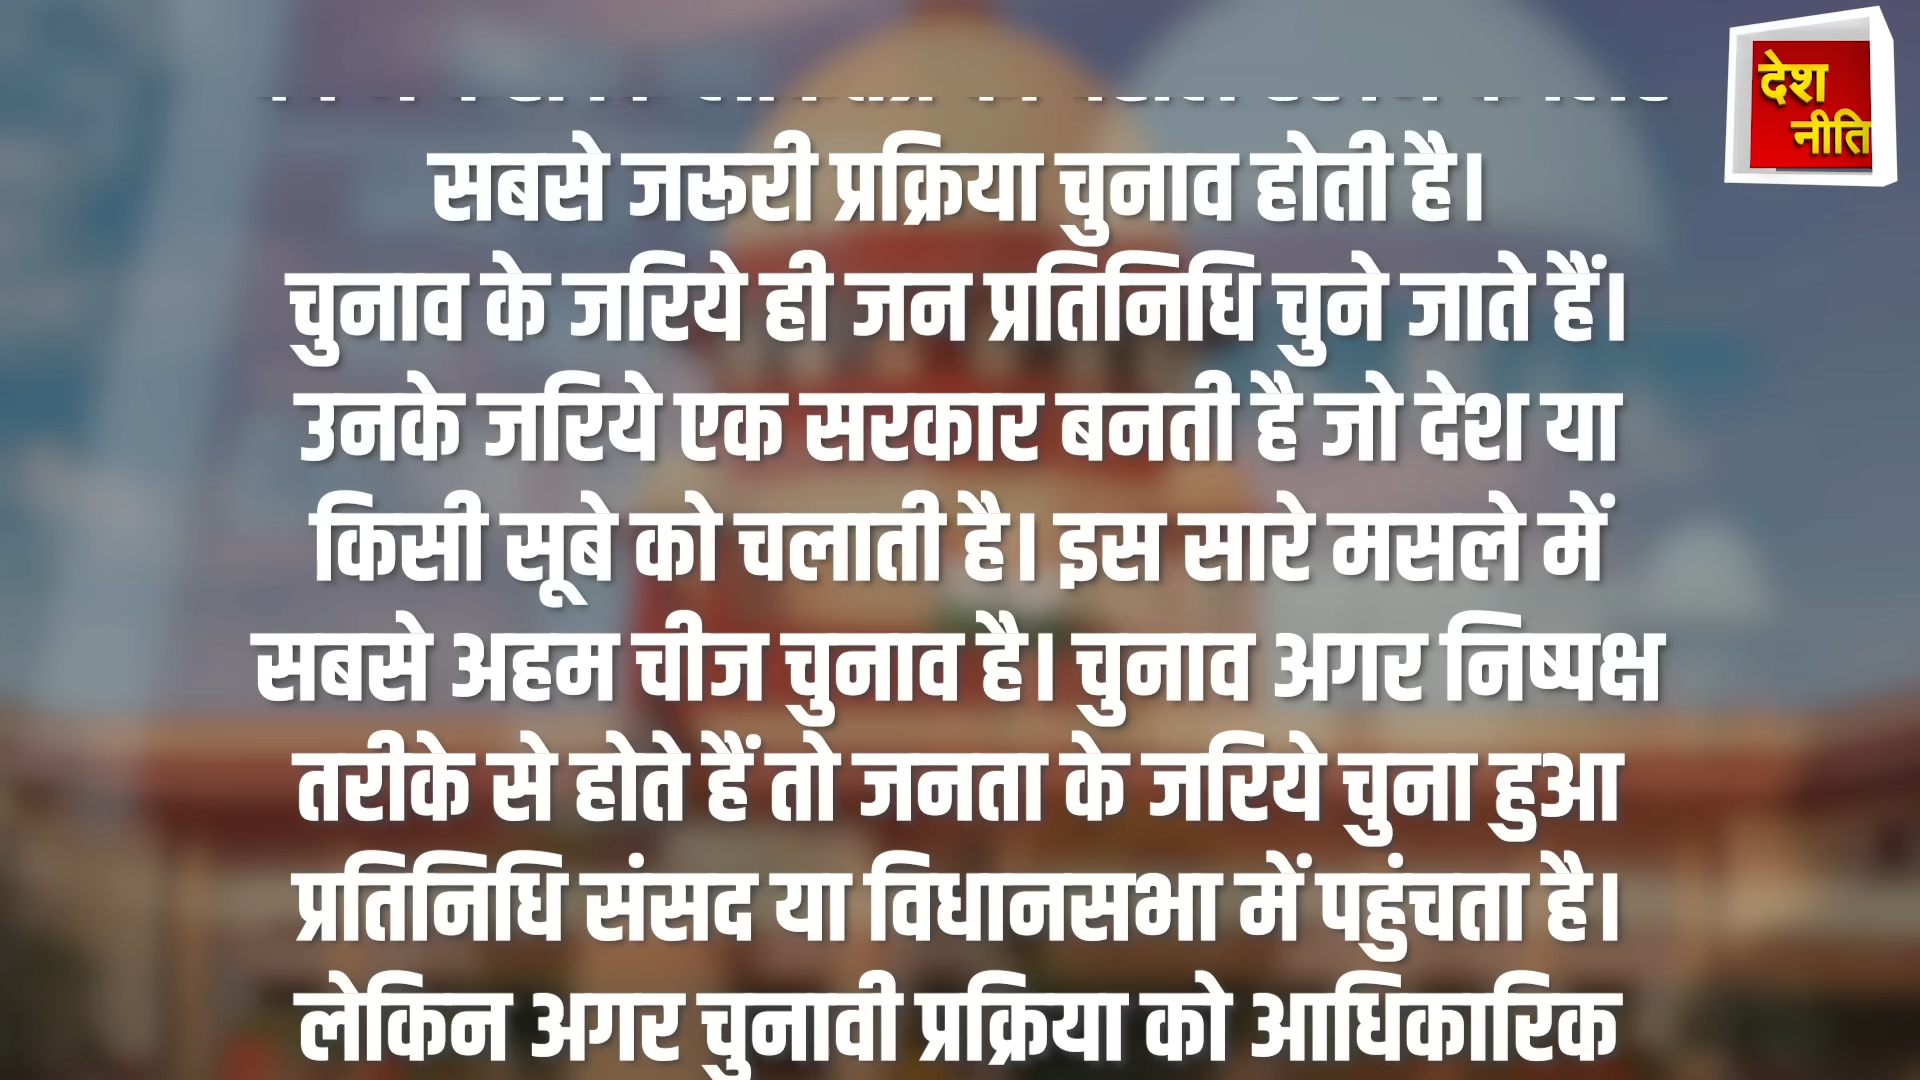 देश
नीति
सबसे जरूरी प्रक्रिया चुनाव होती है।
चुनाव के जरिये ही जन प्रतिनिधि चुने जाते हैं।
उनके जरिये एक सरकार बनती है जो देश या
किसी सूबे को चलाती है। इस सारे मसले में
सबसे अहम चीज चुनाव है। चुनाव अगर निष्पक्ष
तरीके से होते हैं तो जनता के जरिये चुना हुआ
प्रतिनिधि संसद या विधानसभा में पहुंचता है।
लेकिन अगर चुनावी प्रक्रिया को आधिकारिक